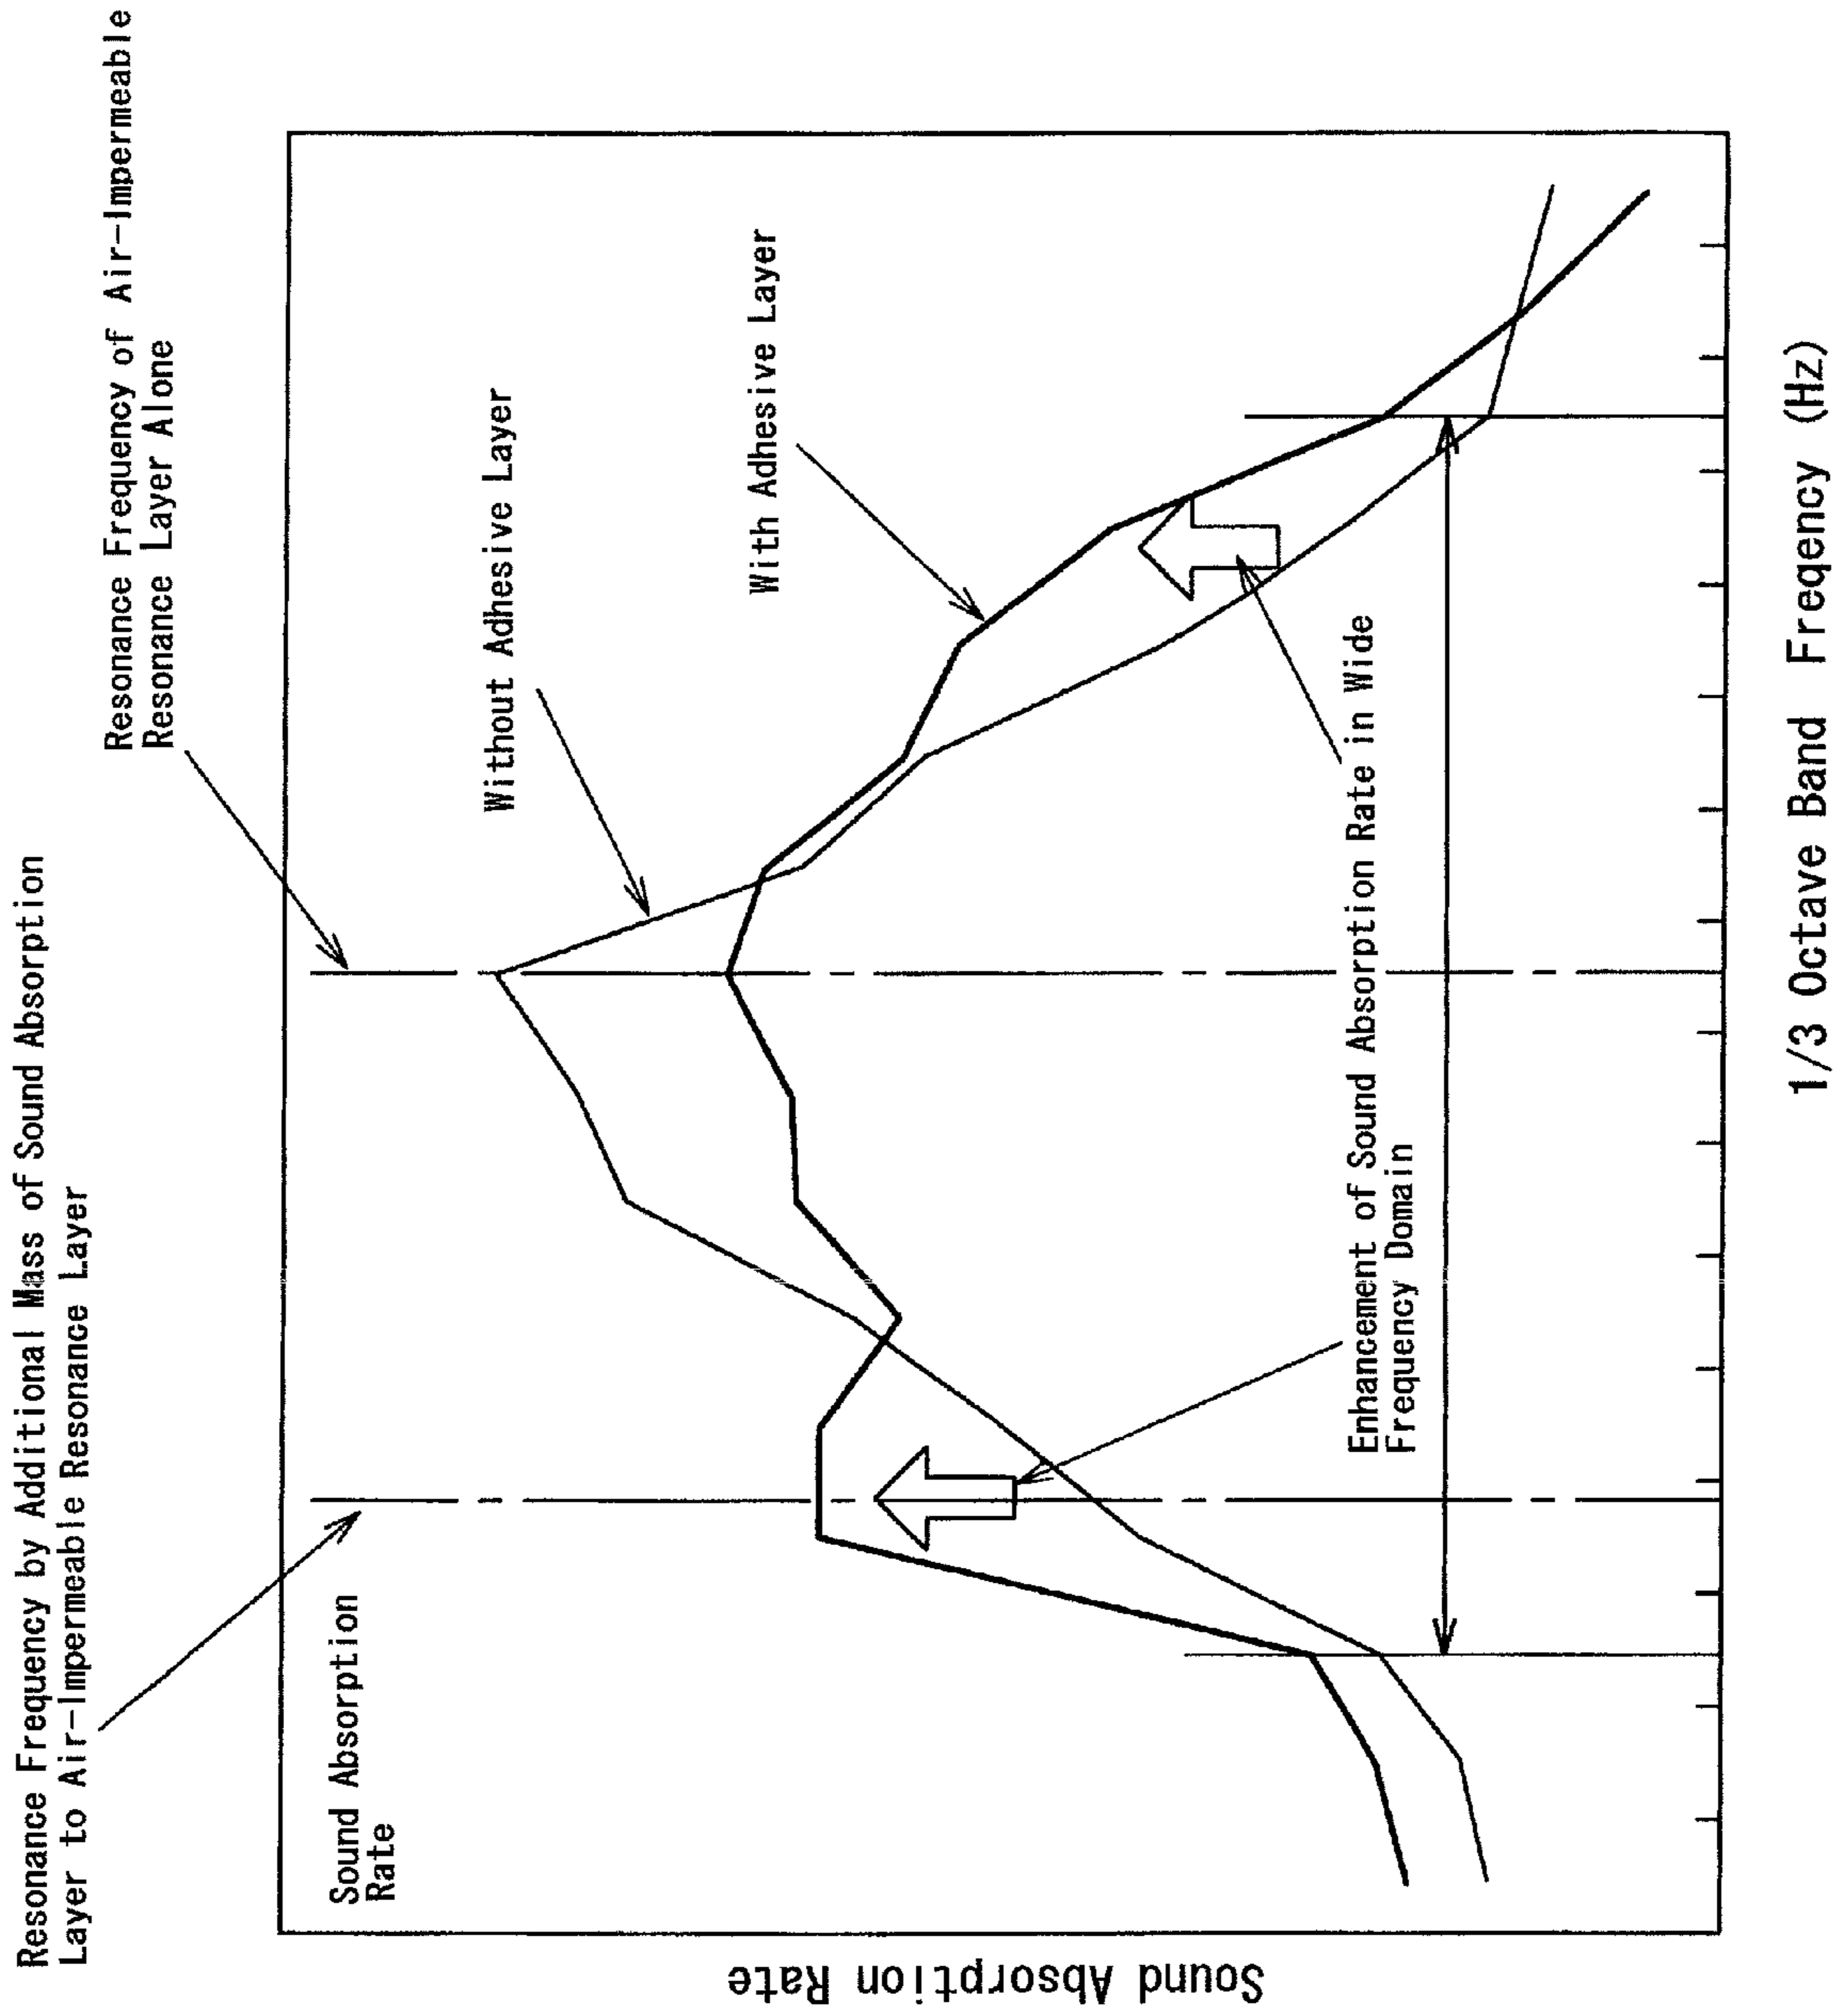 Resonance Frequency by Additional Mass of Sound Absorption
Layer to Air-Impermeable Resonance Layer
Resonance Frequency of Air-Impermeable
Resonance Layer Alone
Sound Absorption
Rate
Without Adhesive Layer
With Adhesive Layer
Enhancement of Sound Absorption Rate in Wide
Frequency Domain
Sound Absorption Rate
1/3 Octave Band Freqency (Hz)